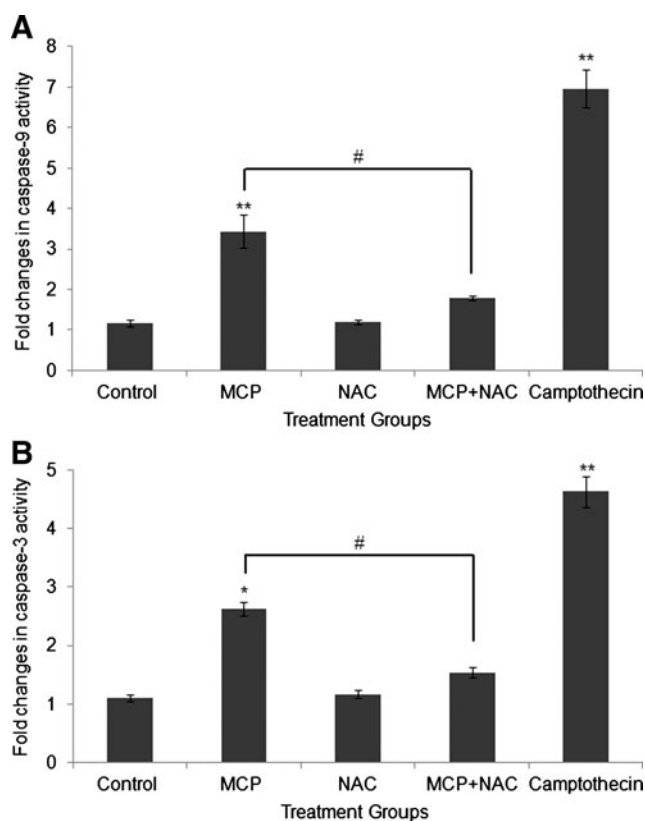 A
Fold changes in caspase-9 activity
8
7
6
5
4
3
2
1
0
**
#
**
Control MCP NAC MCP+NAC Camptothecin
Treatment Groups
B
Fold changes in caspase-3 activity
5
4
3
2
1
0
*
#
**
Control MCP NAC MCP+NAC Camptothecin
Treatment Groups